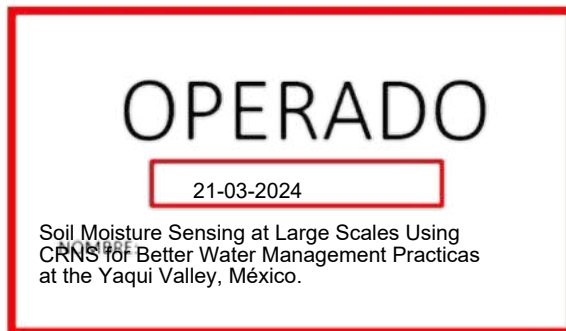 OPERADO
21-03-2024
Soil Moisture Sensing at Large Scales Using
NOMBRE:
CRNS for Better Water Management Practicas
at the Yaqui Valley, México.